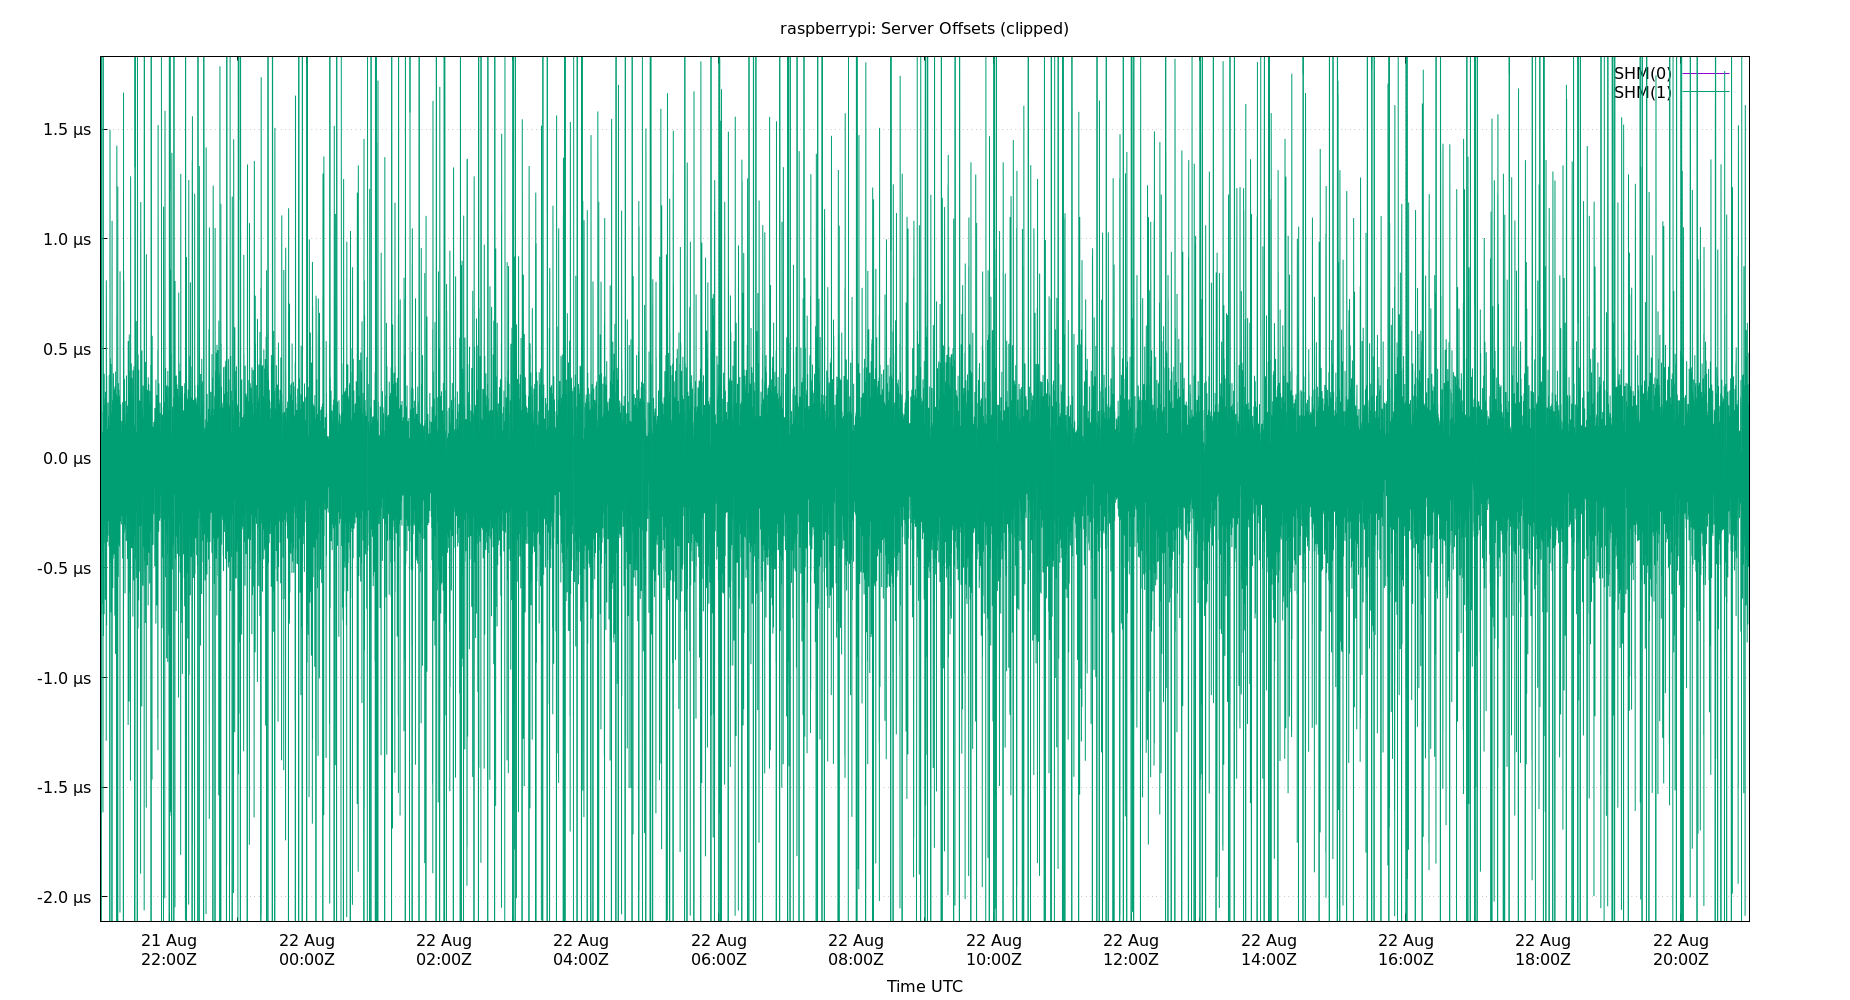 raspberrypi: Server Offsets (clipped)
SHM(0)
SHM(1)
1.5 µs
1.0 µs
0.5 µs
0.0 µs
-0.5 µs
-1.0 µs
-1.5 µs
-2.0 µs
21 Aug 22 Aug 22 Aug 22 Aug 22 Aug 22 Aug 22 Aug 22 Aug 22 Aug 22 Aug 22 Aug 22 Aug
22:00Z 00:00Z 02:00Z 04:00Z 06:00Z 08:00Z 10:00Z 12:00Z 14:00Z 16:00Z 18:00Z 20:00Z
Time UTC